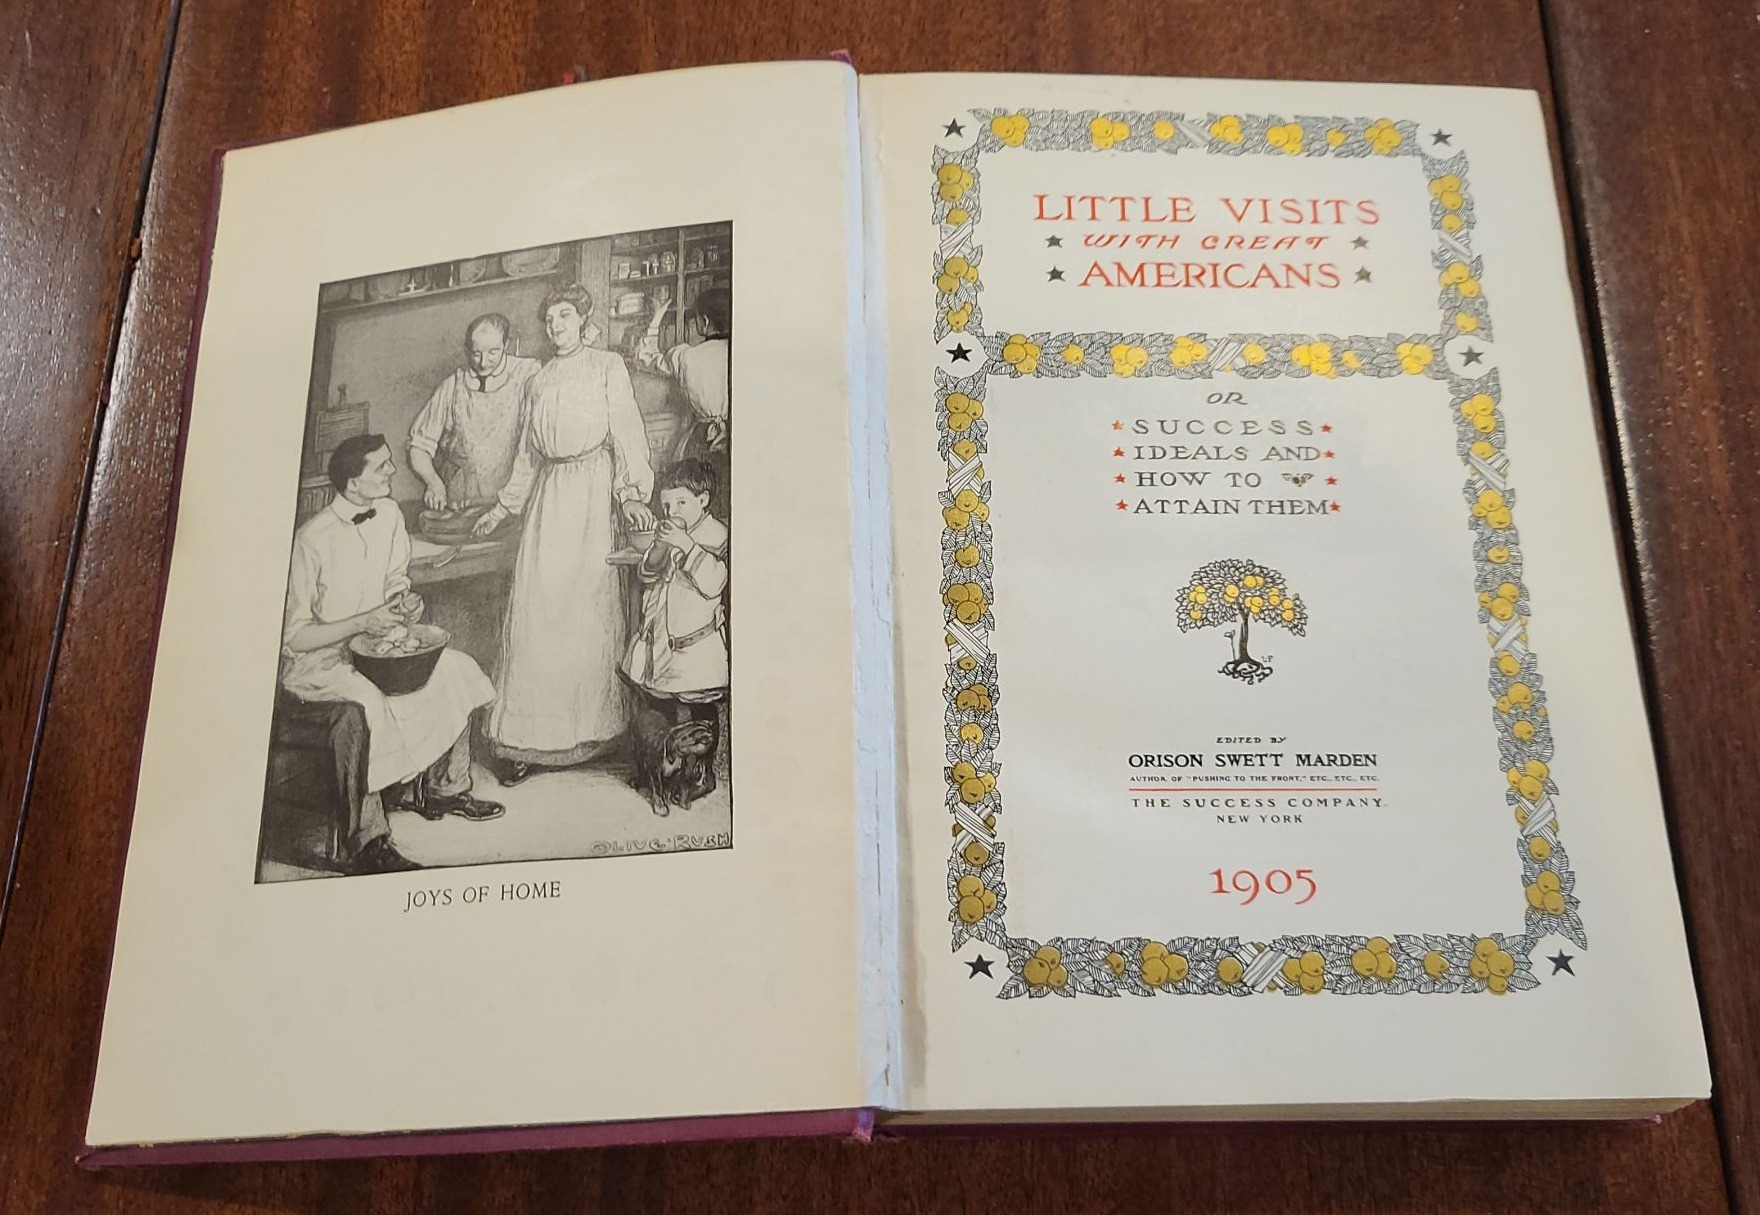 OLIVE RUSH
JOYS OF HOME
LITTLE VISITS
WITH GREAT
AMERICANS
OR
SUCCESS
IDEALS AND
HOW TO
ATTAIN THEM
LP
EDITED BY
ORISON SWETT MARDEN
AUTHOR OF "PUSHING TO THE FRONT," ETC., ETC., ETC.
THE SUCCESS COMPANY.
NEW YORK
1905